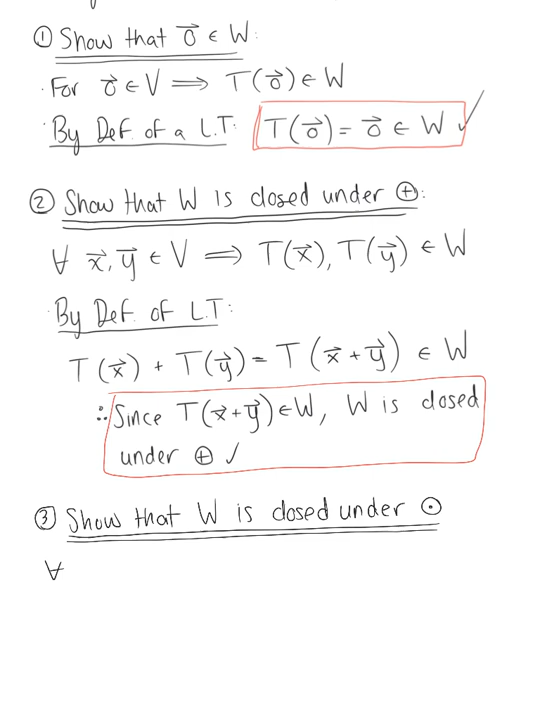 ① Show that 0⃗ ∈ W:
· For 0⃗ ∈ V ⟹ T(0⃗) ∈ W
· By Def. of a L.T: T(0⃗) = 0⃗ ∈ W ✓
② Show that W is closed under ⊕:
∀ x⃗, y⃗ ∈ V ⟹ T(x⃗), T(y⃗) ∈ W
· By Def. of L.T:
T(x⃗) + T(y⃗) = T(x⃗ + y⃗) ∈ W
∴ Since T(x⃗+y⃗) ∈ W, W is closed
under ⊕ ✓
③ Show that W is closed under ⊙
∀